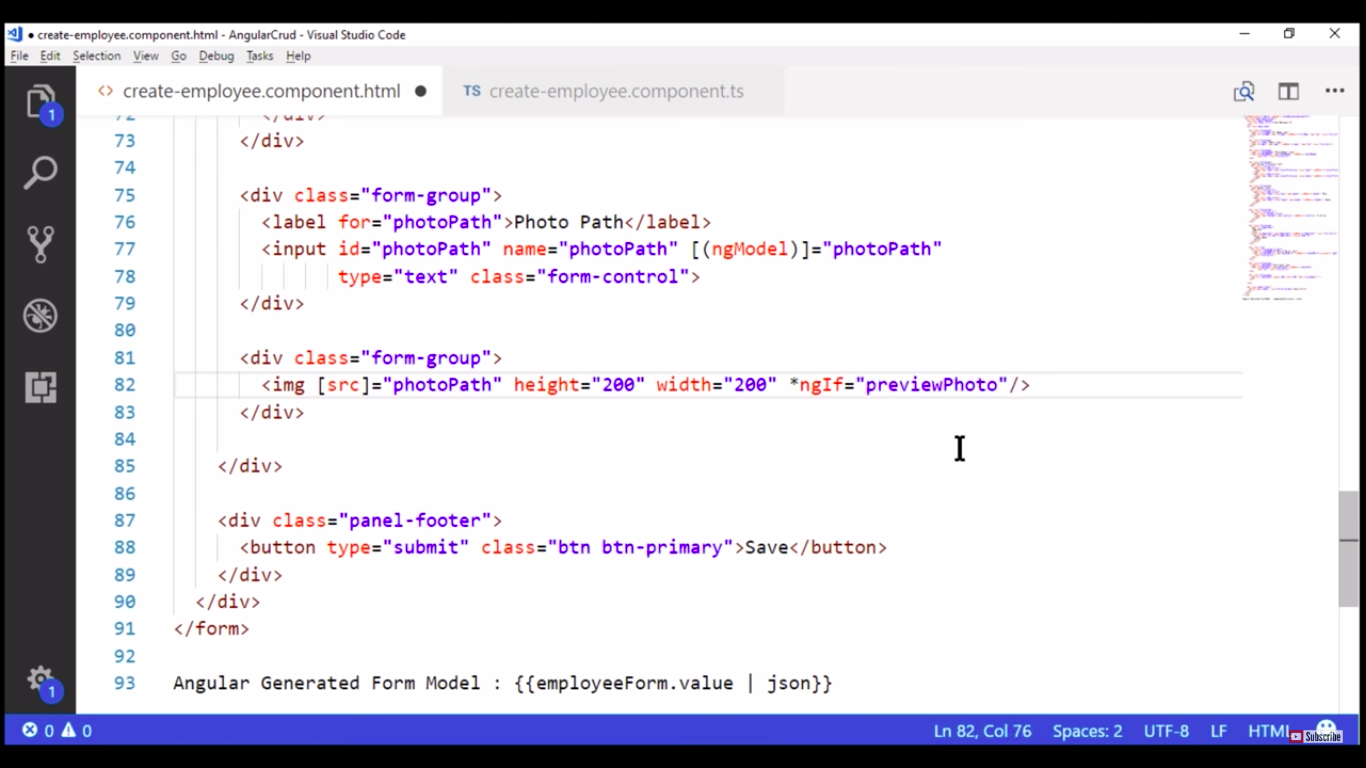 create-employee.component.html - AngularCrud - Visual Studio Code
File Edit Selection View Go Debug Tasks Help
<> create-employee.component.html ● TS create-employee.component.ts
1
72 </div>
73 </div>
74
75 <div class="form-group">
76 <label for="photoPath">Photo Path</label>
77 <input id="photoPath" name="photoPath" [(ngModel)]="photoPath"
78 type="text" class="form-control">
79 </div>
80
81 <div class="form-group">
82 <img [src]="photoPath" height="200" width="200" *ngIf="previewPhoto"/>
83 </div>
84
85 </div>
86
87 <div class="panel-footer">
88 <button type="submit" class="btn btn-primary">Save</button>
89 </div>
90 </div>
91 </form>
92
93 Angular Generated Form Model : {{employeeForm.value | json}}
1
0 0 Ln 82, Col 76 Spaces: 2 UTF-8 LF HTML
Subscribe